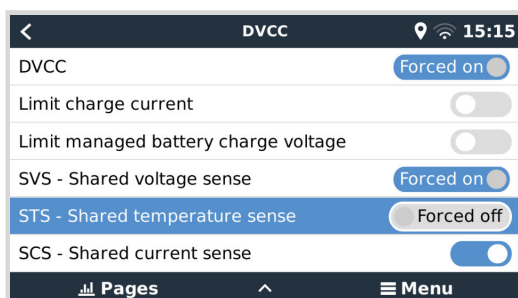 DVCC 15:15
DVCC Forced on
Limit charge current
Limit managed battery charge voltage
SVS - Shared voltage sense Forced on
STS - Shared temperature sense Forced off
SCS - Shared current sense
Pages Menu